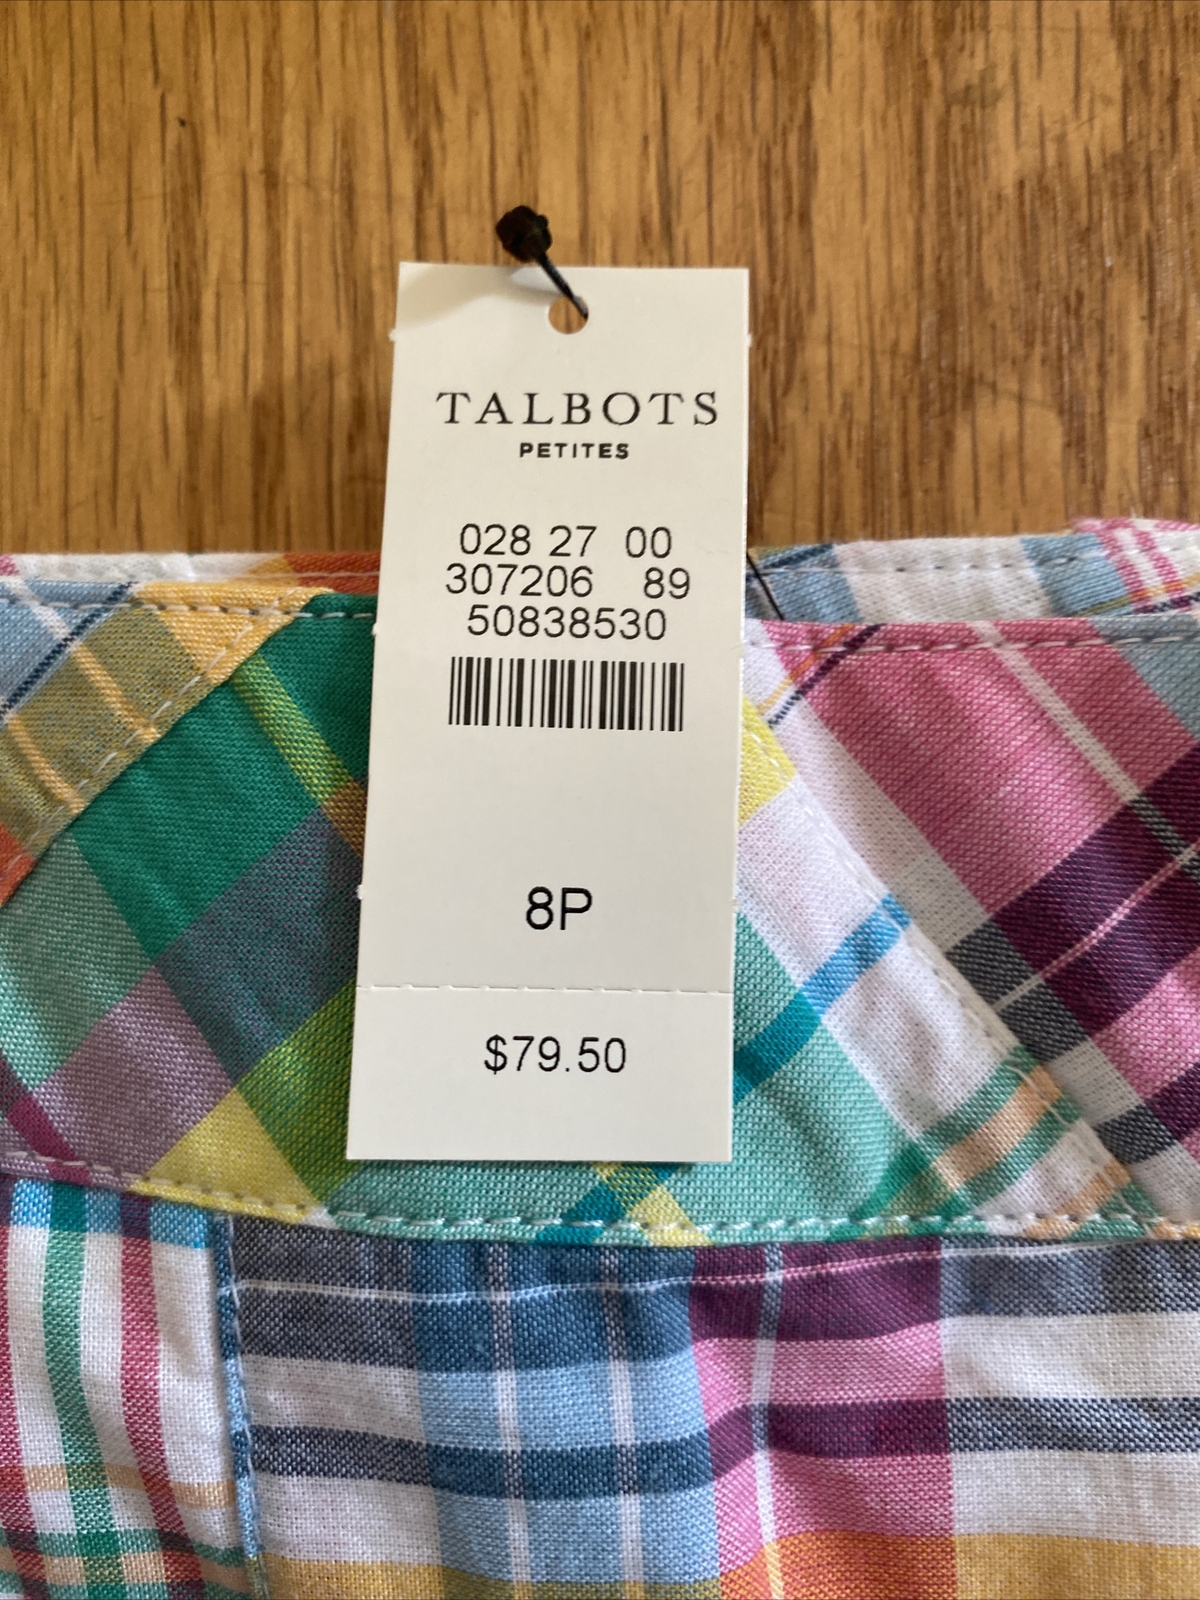 TALBOTS
PETITES
028 27 00
307206 89
50838530
8P
$79.50